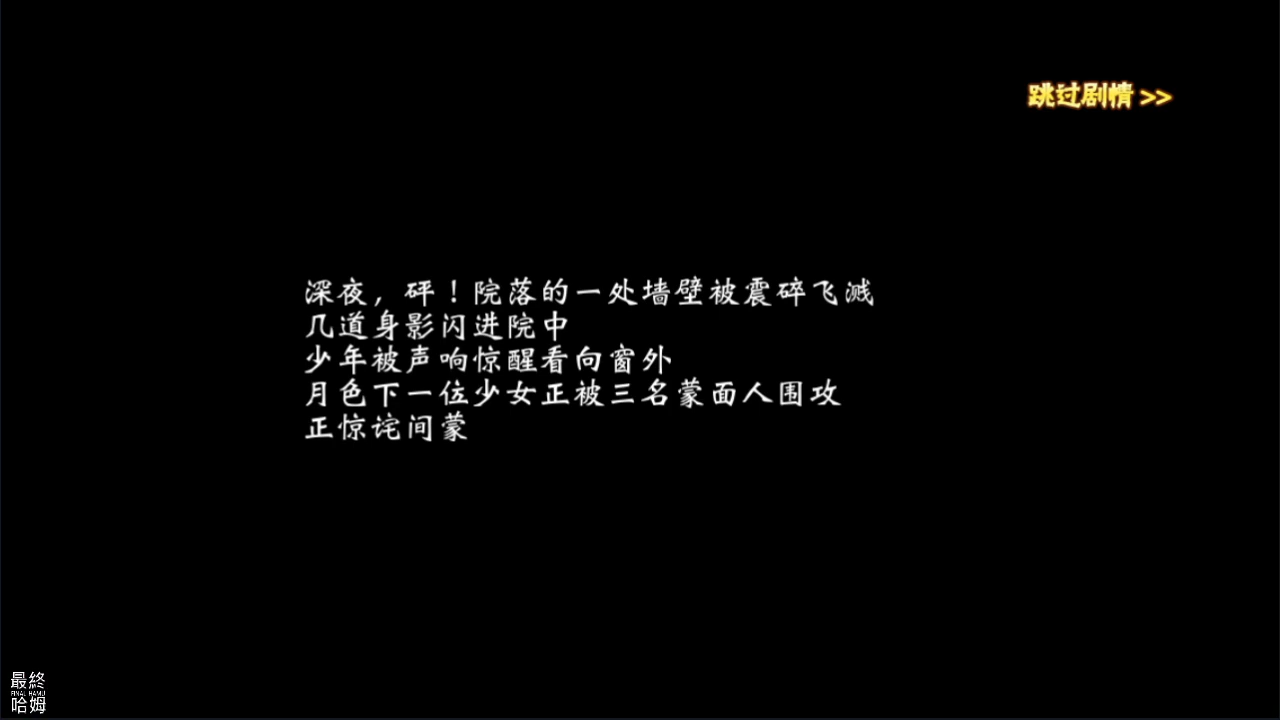 跳过剧情 >>
深夜，砰！院落的一处墙壁被震碎飞溅
几道身影闪进院中
少年被声响惊醒看向窗外
月色下一位少女正被三名蒙面人围攻
正惊诧间蒙
最終
FINAL HAMU
哈姆